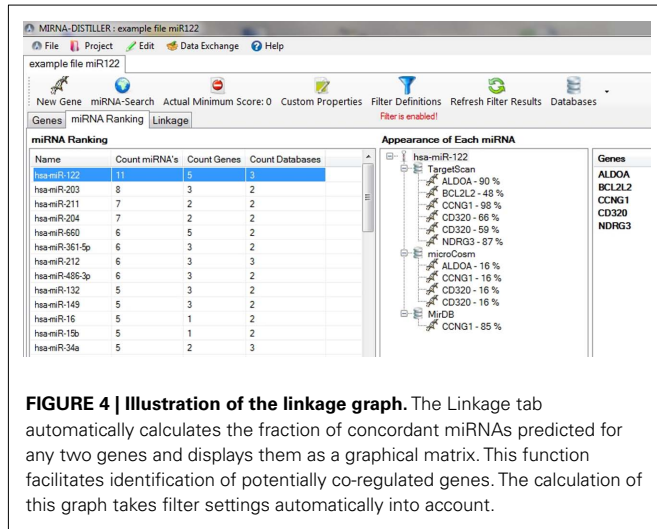 MIRNA-DISTILLER : example file miR122
File Project Edit Data Exchange Help
example file miR122
New Gene miRNA-Search Actual Minimum Score: 0 Custom Properties Filter Definitions Refresh Filter Results Databases
Genes miRNA Ranking Linkage Filter is enabled!
miRNA Ranking Appearance of Each miRNA
Name Count miRNA's Count Genes Count Databases
hsa-miR-122 11 5 3
hsa-miR-203 8 3 2
hsa-miR-211 7 2 2
hsa-miR-204 7 2 2
hsa-miR-660 6 5 2
hsa-miR-361-5p 6 3 2
hsa-miR-212 6 3 3
hsa-miR-486-3p 6 3 2
hsa-miR-132 5 3 2
hsa-miR-149 5 3 2
hsa-miR-16 5 1 2
hsa-miR-15b 5 1 2
hsa-miR-34a 5 2 3
hsa-miR-122
TargetScan
ALDOA - 90 %
BCL2L2 - 48 %
CCNG1 - 98 %
CD320 - 66 %
CD320 - 59 %
NDRG3 - 87 %
microCosm
ALDOA - 16 %
CCNG1 - 16 %
CD320 - 16 %
CD320 - 16 %
MirDB
CCNG1 - 85 %
Genes
ALDOA
BCL2L2
CCNG1
CD320
NDRG3
FIGURE 4 | Illustration of the linkage graph. The Linkage tab
automatically calculates the fraction of concordant miRNAs predicted for
any two genes and displays them as a graphical matrix. This function
facilitates identification of potentially co-regulated genes. The calculation of
this graph takes filter settings automatically into account.